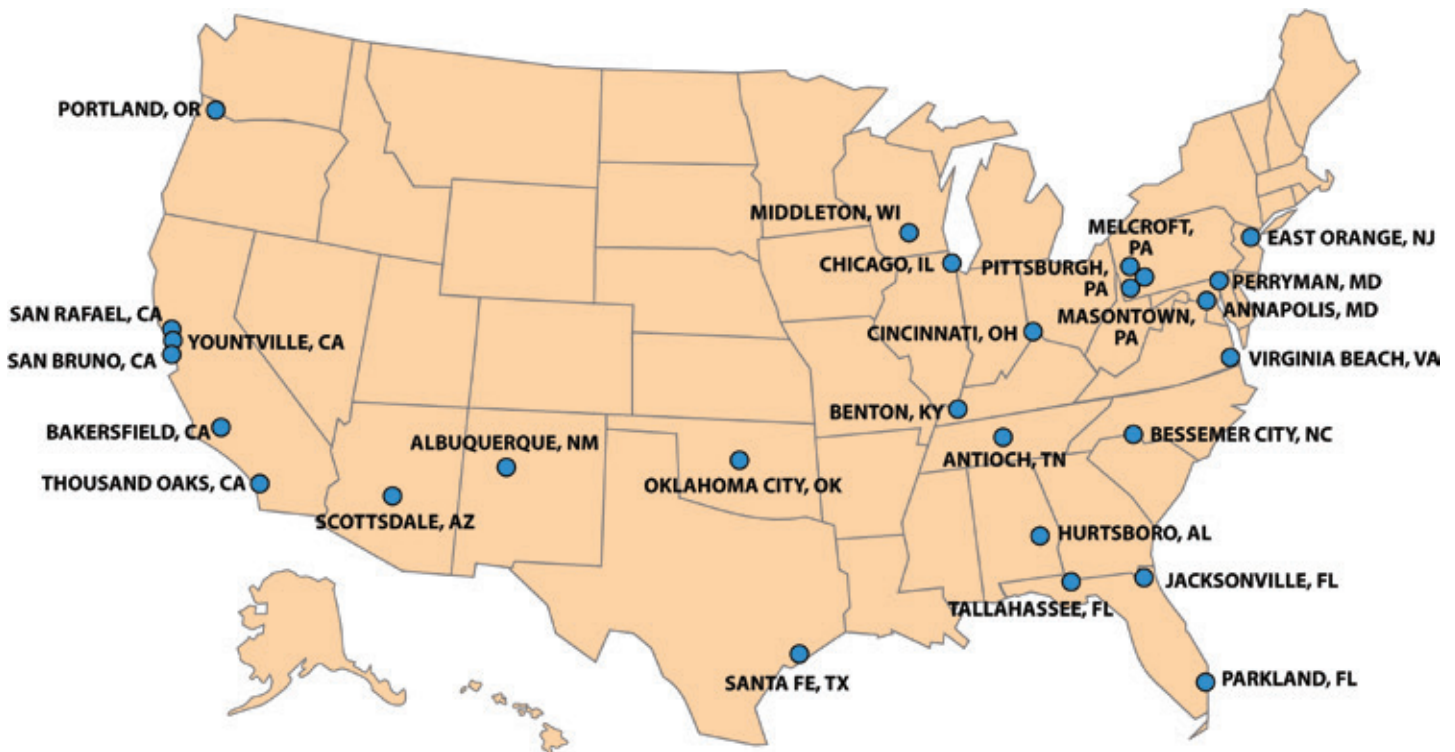 PORTLAND, OR
MIDDLETON, WI
MELCROFT,
PA
EAST ORANGE, NJ
CHICAGO, IL
PITTSBURGH,
PA
PERRYMAN, MD
ANNAPOLIS, MD
SAN RAFAEL, CA
YOUNTVILLE, CA
SAN BRUNO, CA
CINCINNATI, OH
MASONTOWN,
PA
VIRGINIA BEACH, VA
BENTON, KY
BAKERSFIELD, CA
ALBUQUERQUE, NM
BESSEMER CITY, NC
ANTIOCH, TN
THOUSAND OAKS, CA
OKLAHOMA CITY, OK
SCOTTSDALE, AZ
HURTSBORO, AL
JACKSONVILLE, FL
TALLAHASSEE, FL
SANTA FE, TX
PARKLAND, FL